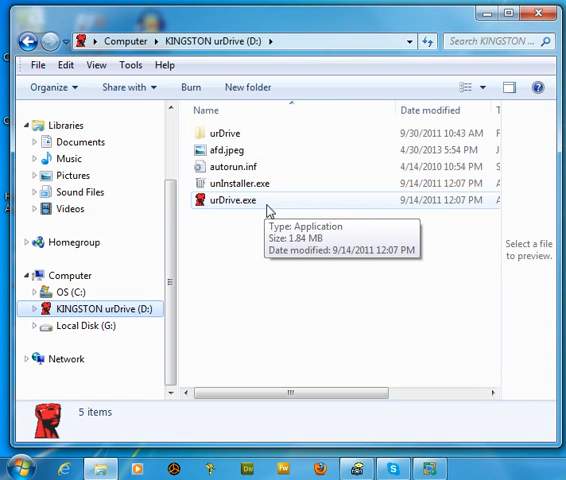 Computer ▸ KINGSTON urDrive (D:) ▸ Search KINGSTON ...
File Edit View Tools Help
Organize Share with Burn New folder
Name Date modified
Libraries
Documents
Music
Pictures
Sound Files
Videos
Homegroup
Computer
OS (C:)
KINGSTON urDrive (D:)
Local Disk (G:)
Network
urDrive 9/30/2011 10:43 AM
afd.jpeg 4/30/2013 5:54 PM
autorun.inf 4/14/2010 10:54 PM
unInstaller.exe 9/14/2011 12:07 PM
urDrive.exe 9/14/2011 12:07 PM
Type: Application
Size: 1.84 MB
Date modified: 9/14/2011 12:07 PM
Select a file
to preview.
5 items
Dw Fw